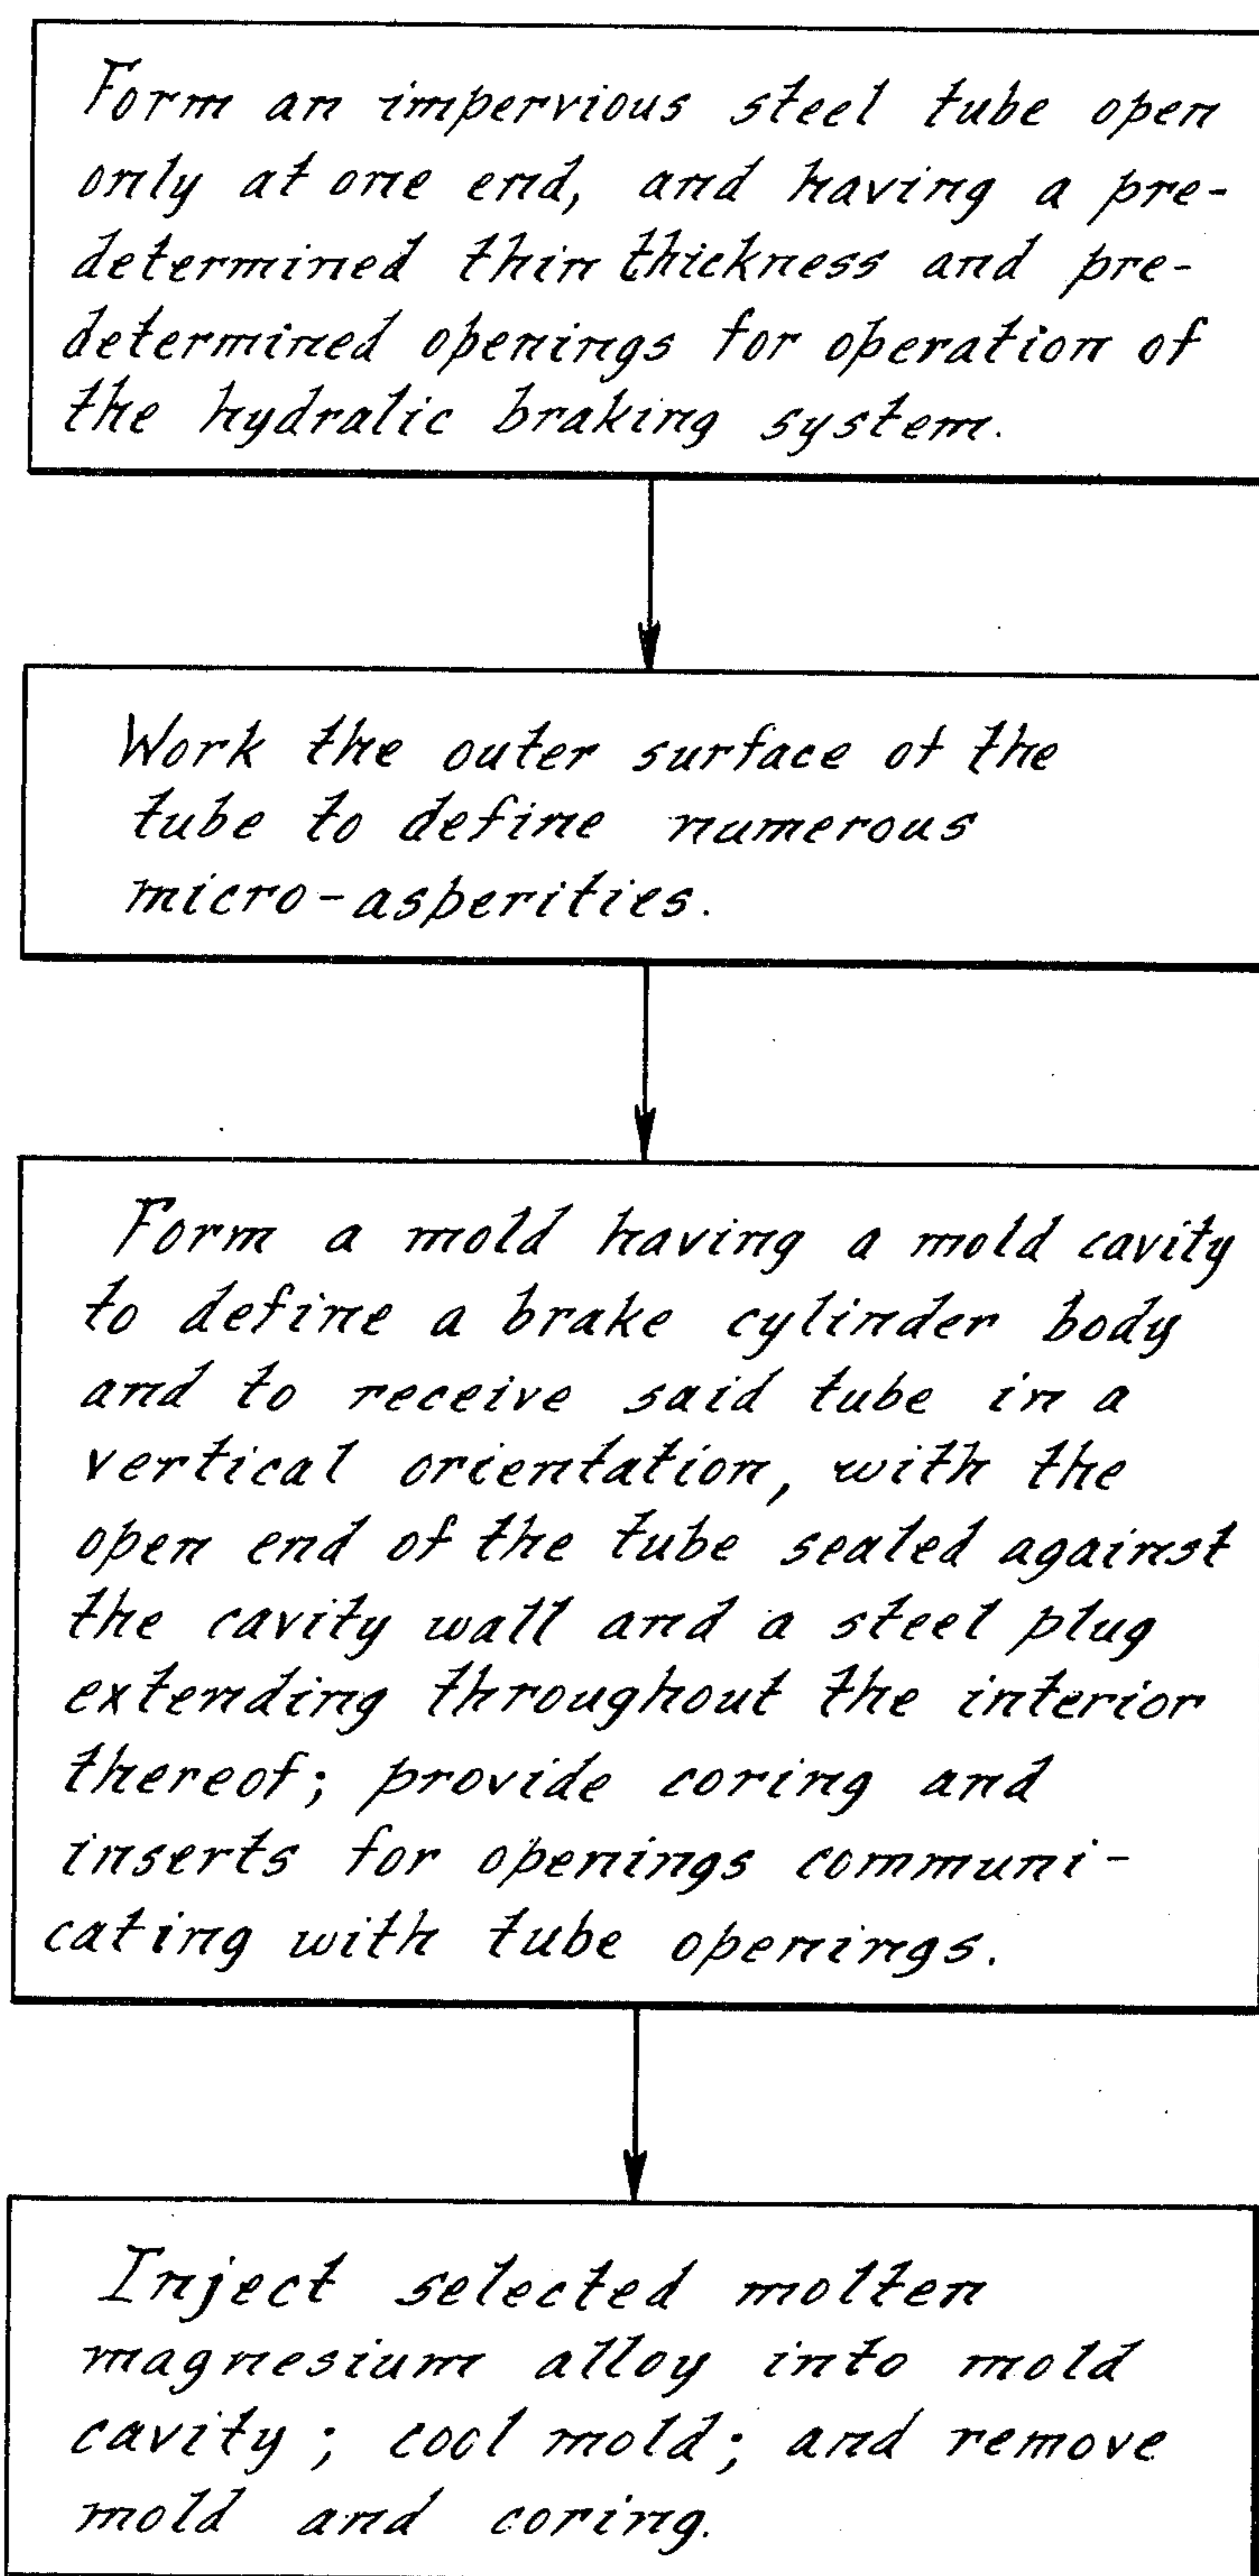 Form an impervious steel tube open
only at one end, and having a pre-
determined thin thickness and pre-
determined openings for operation of
the hydralic braking system.
Work the outer surface of the
tube to define numerous
micro-asperities.
Form a mold having a mold cavity
to define a brake cylinder body
and to receive said tube in a
vertical orientation, with the
open end of the tube sealed against
the cavity wall and a steel plug
extending throughout the interior
thereof; provide coring and
inserts for openings communi-
cating with tube openings.
Inject selected molten
magnesium alloy into mold
cavity; cool mold; and remove
mold and coring.